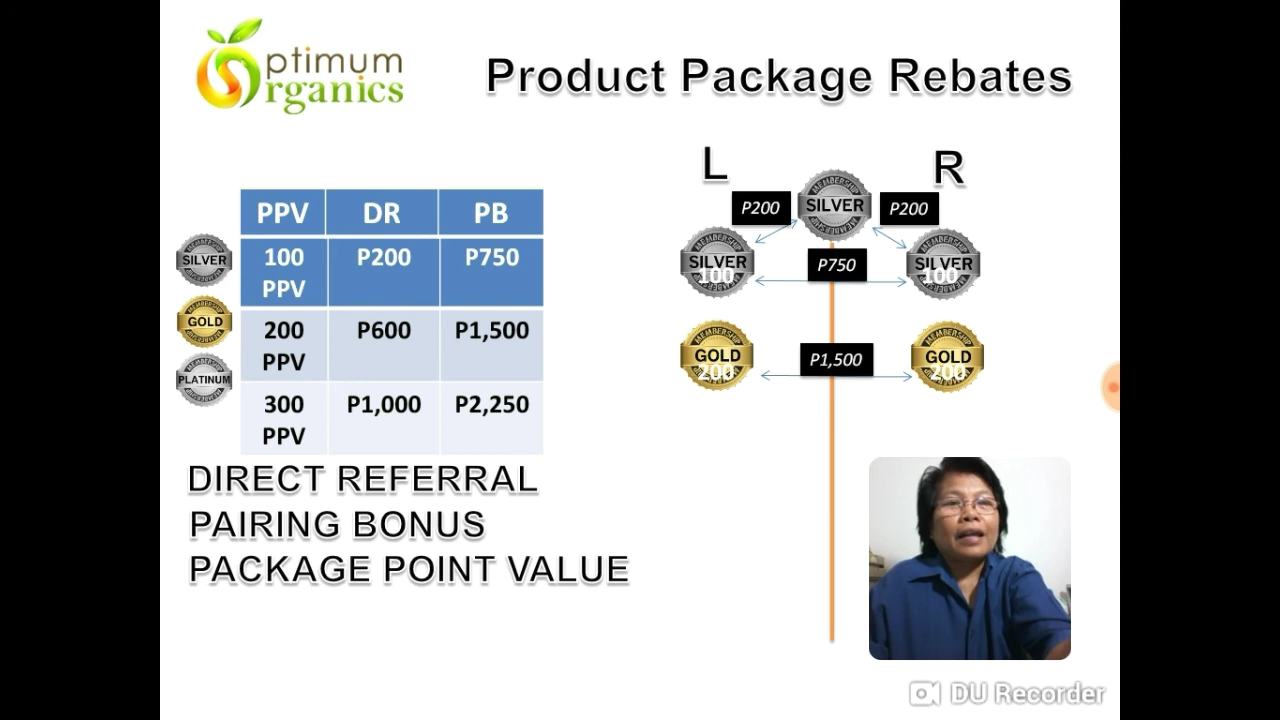 Optimum
Organics
Product Package Rebates
L
R
PPV DR PB
SILVER
100 PPV P200 P750
GOLD
200 PPV P600 P1,500
PLATINUM
300 PPV P1,000 P2,250
MEMBERSHIP
SILVER
P200
P200
SILVER
100
P750
SILVER
100
GOLD
200
P1,500
GOLD
200
DIRECT REFERRAL
PAIRING BONUS
PACKAGE POINT VALUE
DU Recorder